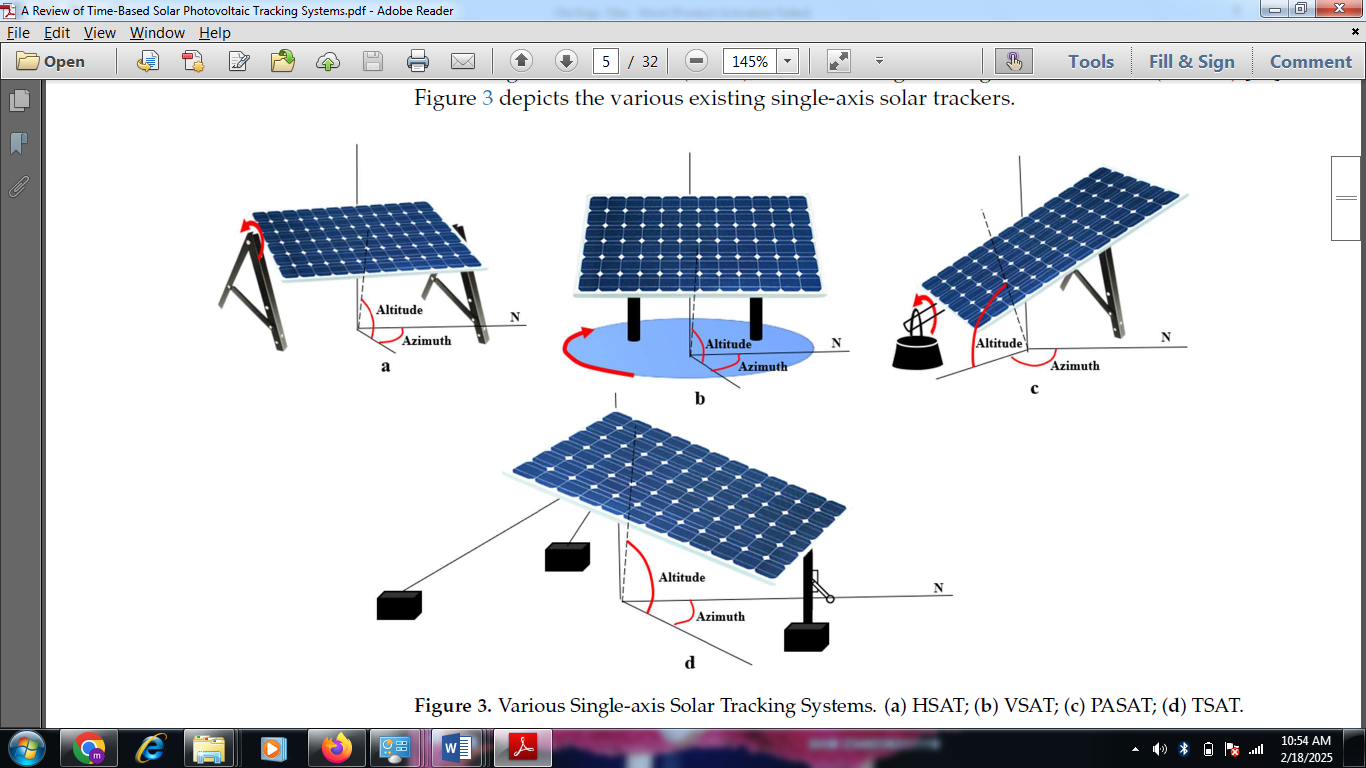 A Review of Time-Based Solar Photovoltaic Tracking Systems.pdf - Adobe Reader
File Edit View Window Help
Open 5 / 32 145% Tools Fill & Sign Comment
Figure 3 depicts the various existing single-axis solar trackers.
N
Altitude
Azimuth
a
N
Altitude
Azimuth
b
N
Altitude
Azimuth
c
N
Altitude
Azimuth
d
Figure 3. Various Single-axis Solar Tracking Systems. (a) HSAT; (b) VSAT; (c) PASAT; (d) TSAT.
10:54 AM
2/18/2025